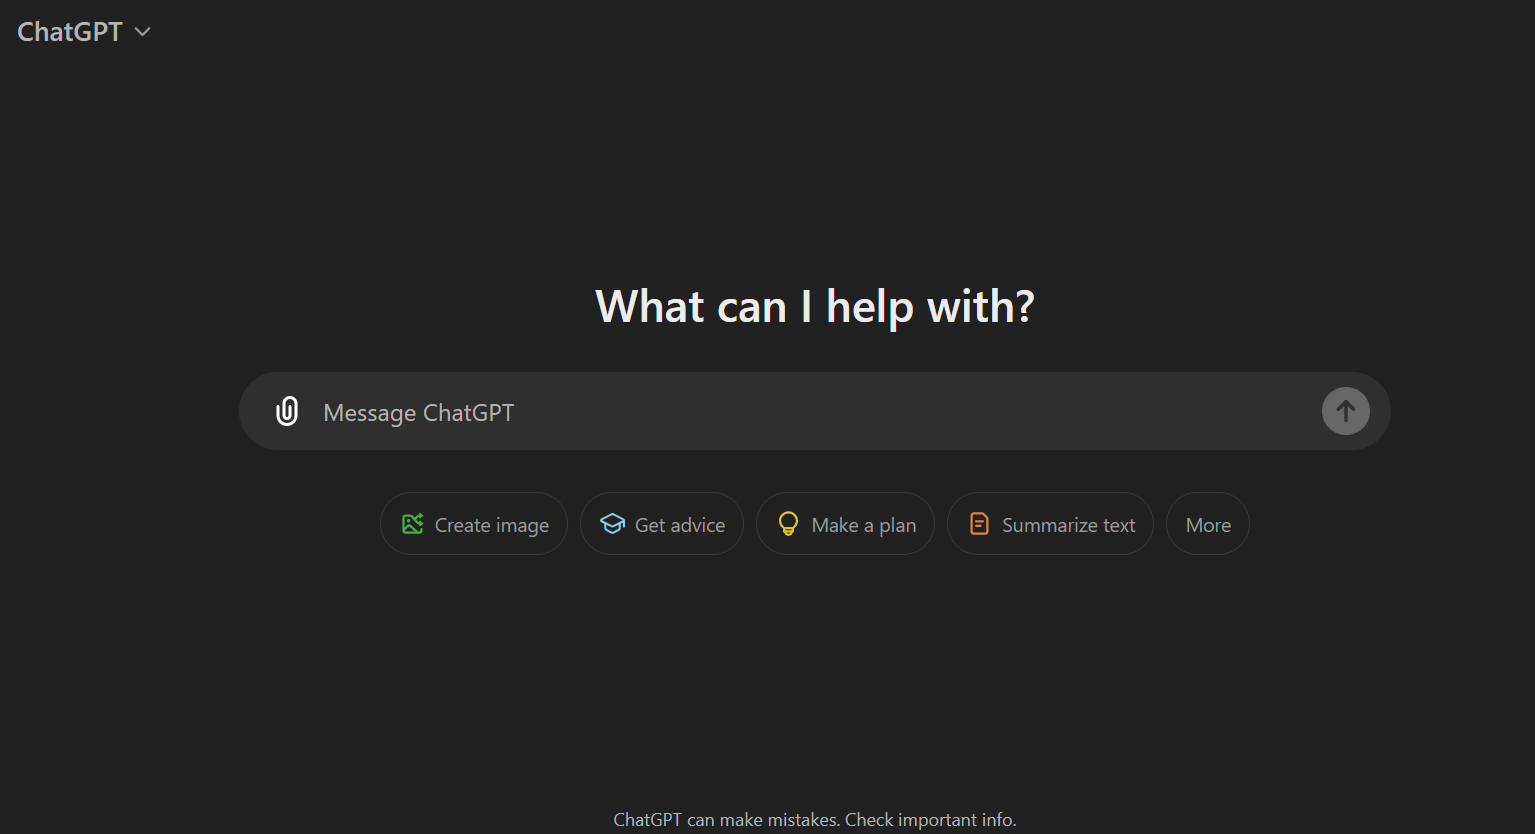 ChatGPT
What can I help with?
Message ChatGPT
Create image
Get advice
Make a plan
Summarize text
More
ChatGPT can make mistakes. Check important info.